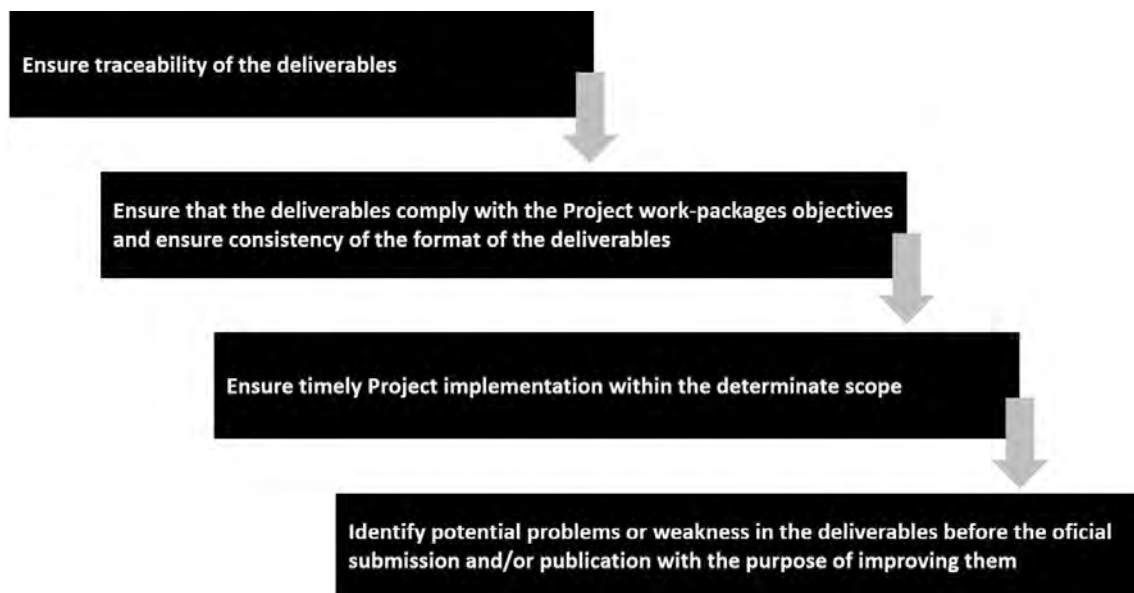 Ensure traceability of the deliverables
Ensure that the deliverables comply with the Project work-packages objectives
and ensure consistency of the format of the deliverables
Ensure timely Project implementation within the determinate scope
Identify potential problems or weakness in the deliverables before the oficial
submission and/or publication with the purpose of improving them